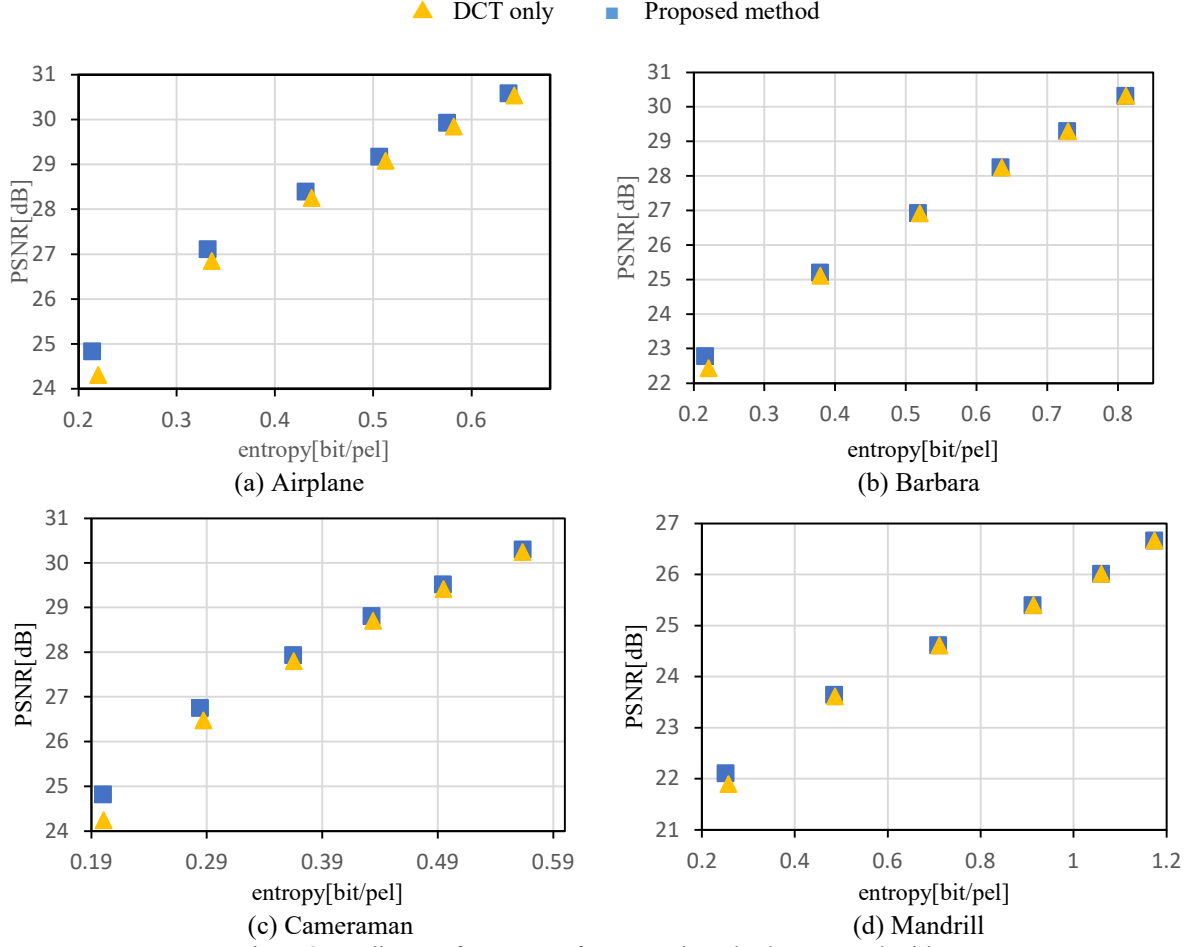 DCT only
Proposed method
31
30
29
28
27
26
25
24
PSNR[dB]
0.2 0.3 0.4 0.5 0.6
entropy[bit/pel]
(a) Airplane
31
30
29
28
27
26
25
24
23
22
PSNR[dB]
0.2 0.3 0.4 0.5 0.6 0.7 0.8
entropy[bit/pel]
(b) Barbara
31
30
29
28
27
26
25
24
PSNR[dB]
0.19 0.29 0.39 0.49 0.59
entropy[bit/pel]
(c) Cameraman
27
26
25
24
23
22
21
PSNR[dB]
0.2 0.4 0.6 0.8 1 1.2
entropy[bit/pel]
(d) Mandrill